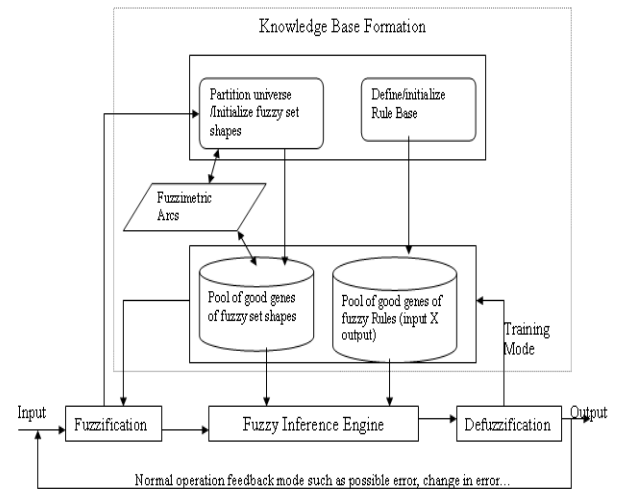 Knowledge Base Formation
Partition universe
/Initialize fuzzy set
shapes
Define/initialize
Rule Base
Fuzzimetric
Arcs
Pool of good genes
of fuzzy set shapes
Pool of good genes of
fuzzy Rules (input X
output)
Training
Mode
Input
Fuzzification
Fuzzy Inference Engine
Defuzzification
Output
Normal operation feedback mode such as possible error, change in error...